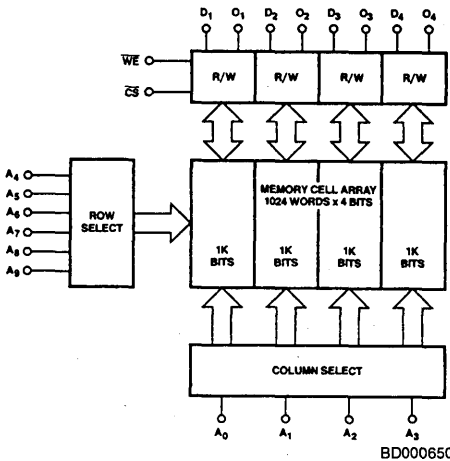 D1 O1 D2 O2 D3 O3 D4 O4
WE
CS
R/W R/W R/W R/W
A4
A5
A6
A7
A8
A9
ROW
SELECT
MEMORY CELL ARRAY
1024 WORDS x 4 BITS
1K
BITS
1K
BITS
1K
BITS
1K
BITS
COLUMN SELECT
A0 A1 A2 A3
BD000650